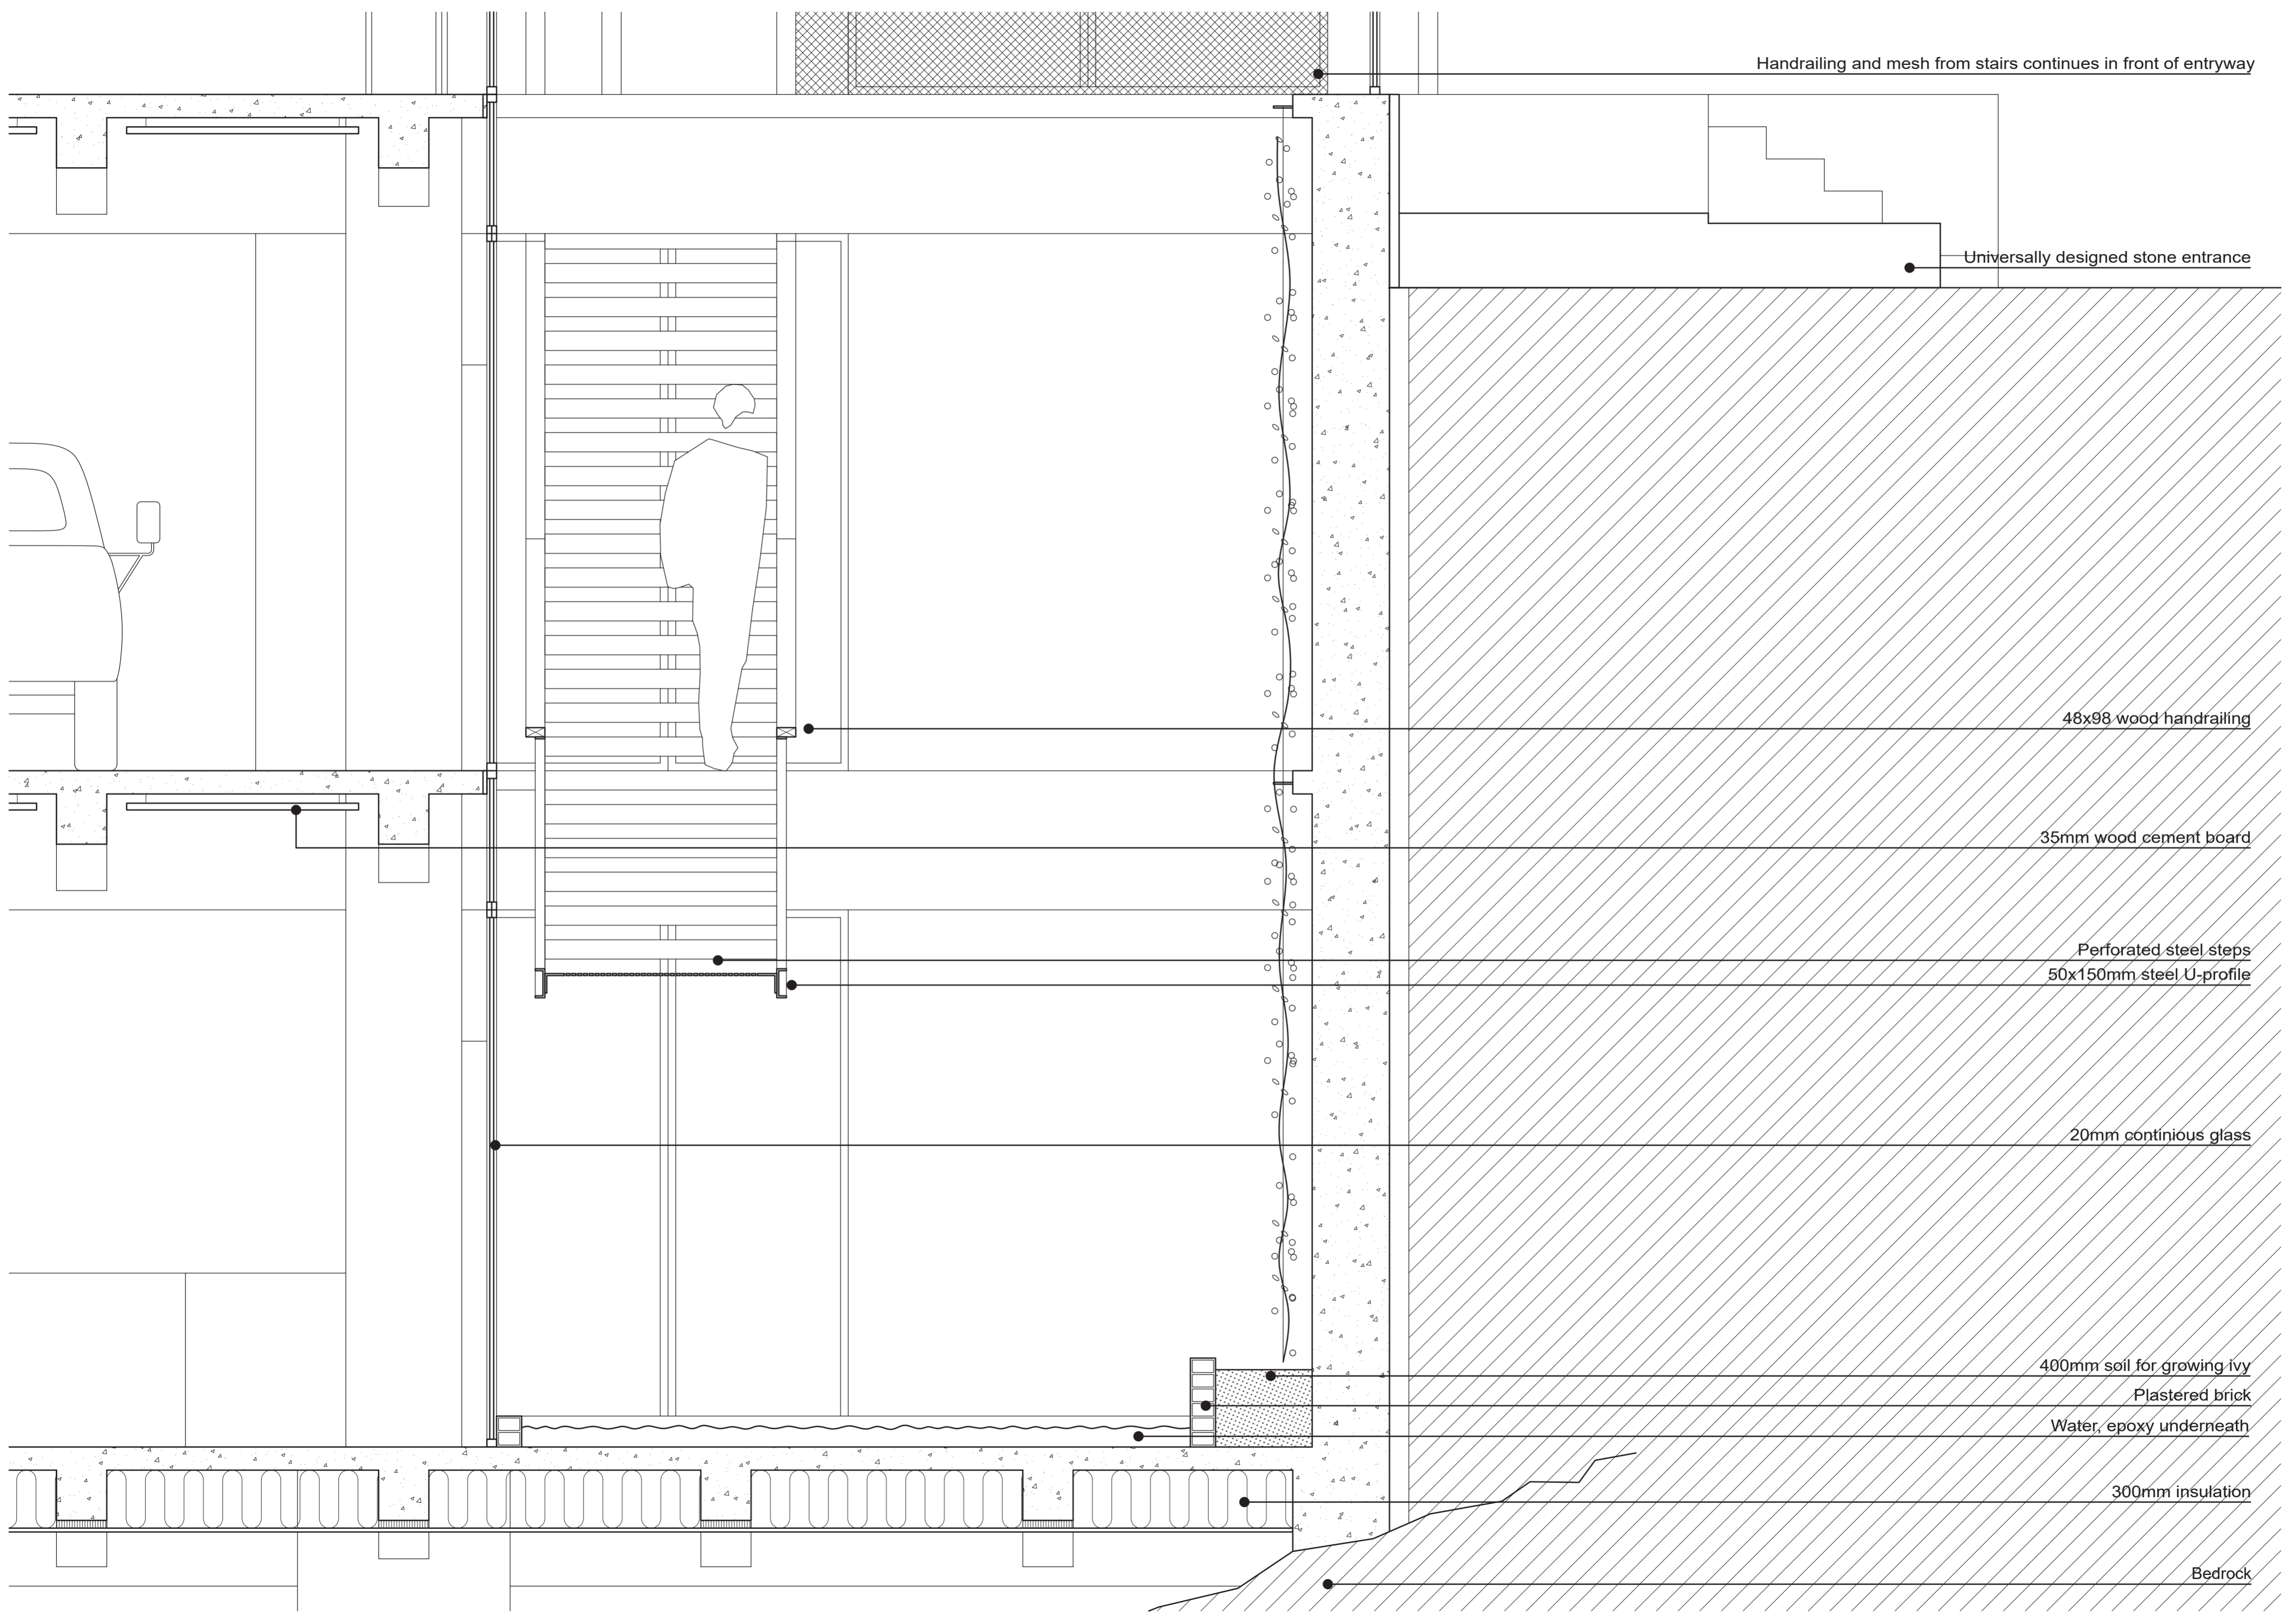 Handrailing and mesh from stairs continues in front of entryway
Universally designed stone entrance
48x98 wood handrailing
35mm wood cement board
Perforated steel steps
50x150mm steel U-profile
20mm continious glass
400mm soil for growing ivy
Plastered brick
Water, epoxy underneath
300mm insulation
Bedrock